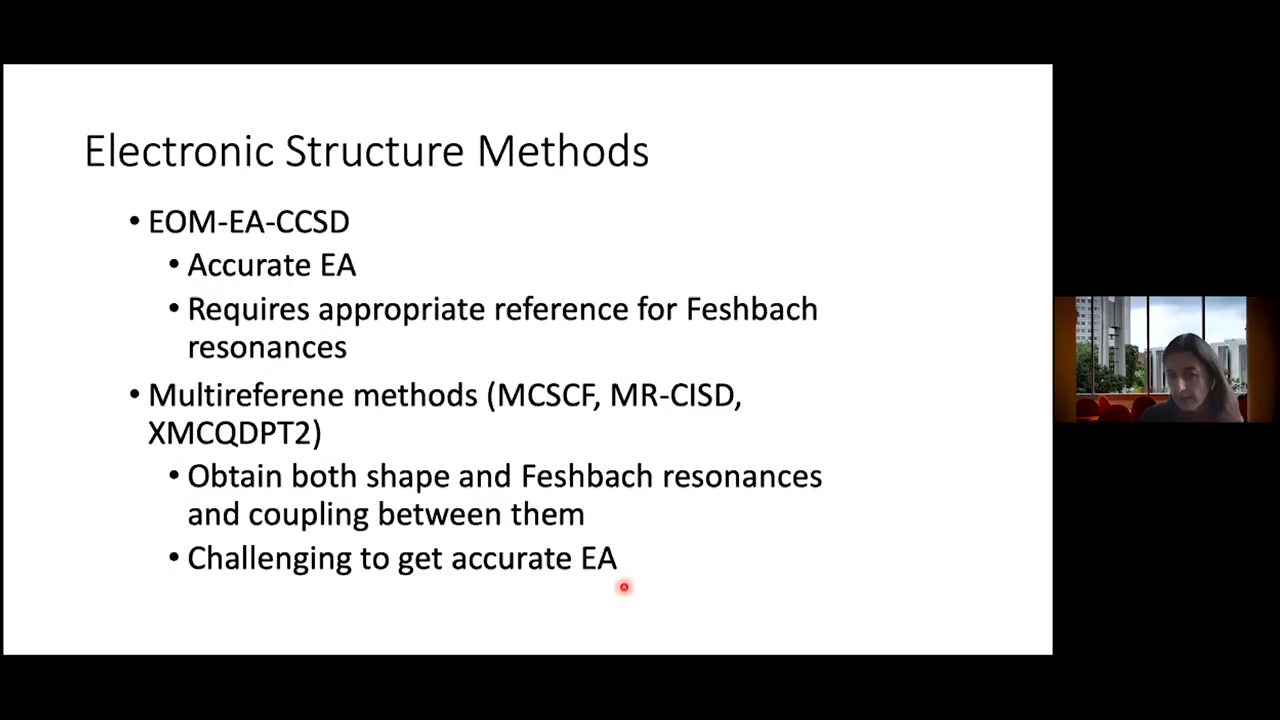 Electronic Structure Methods
• EOM-EA-CCSD
• Accurate EA
• Requires appropriate reference for Feshbach
resonances
• Multireferene methods (MCSCF, MR-CISD,
XMCQDPT2)
• Obtain both shape and Feshbach resonances
and coupling between them
• Challenging to get accurate EA